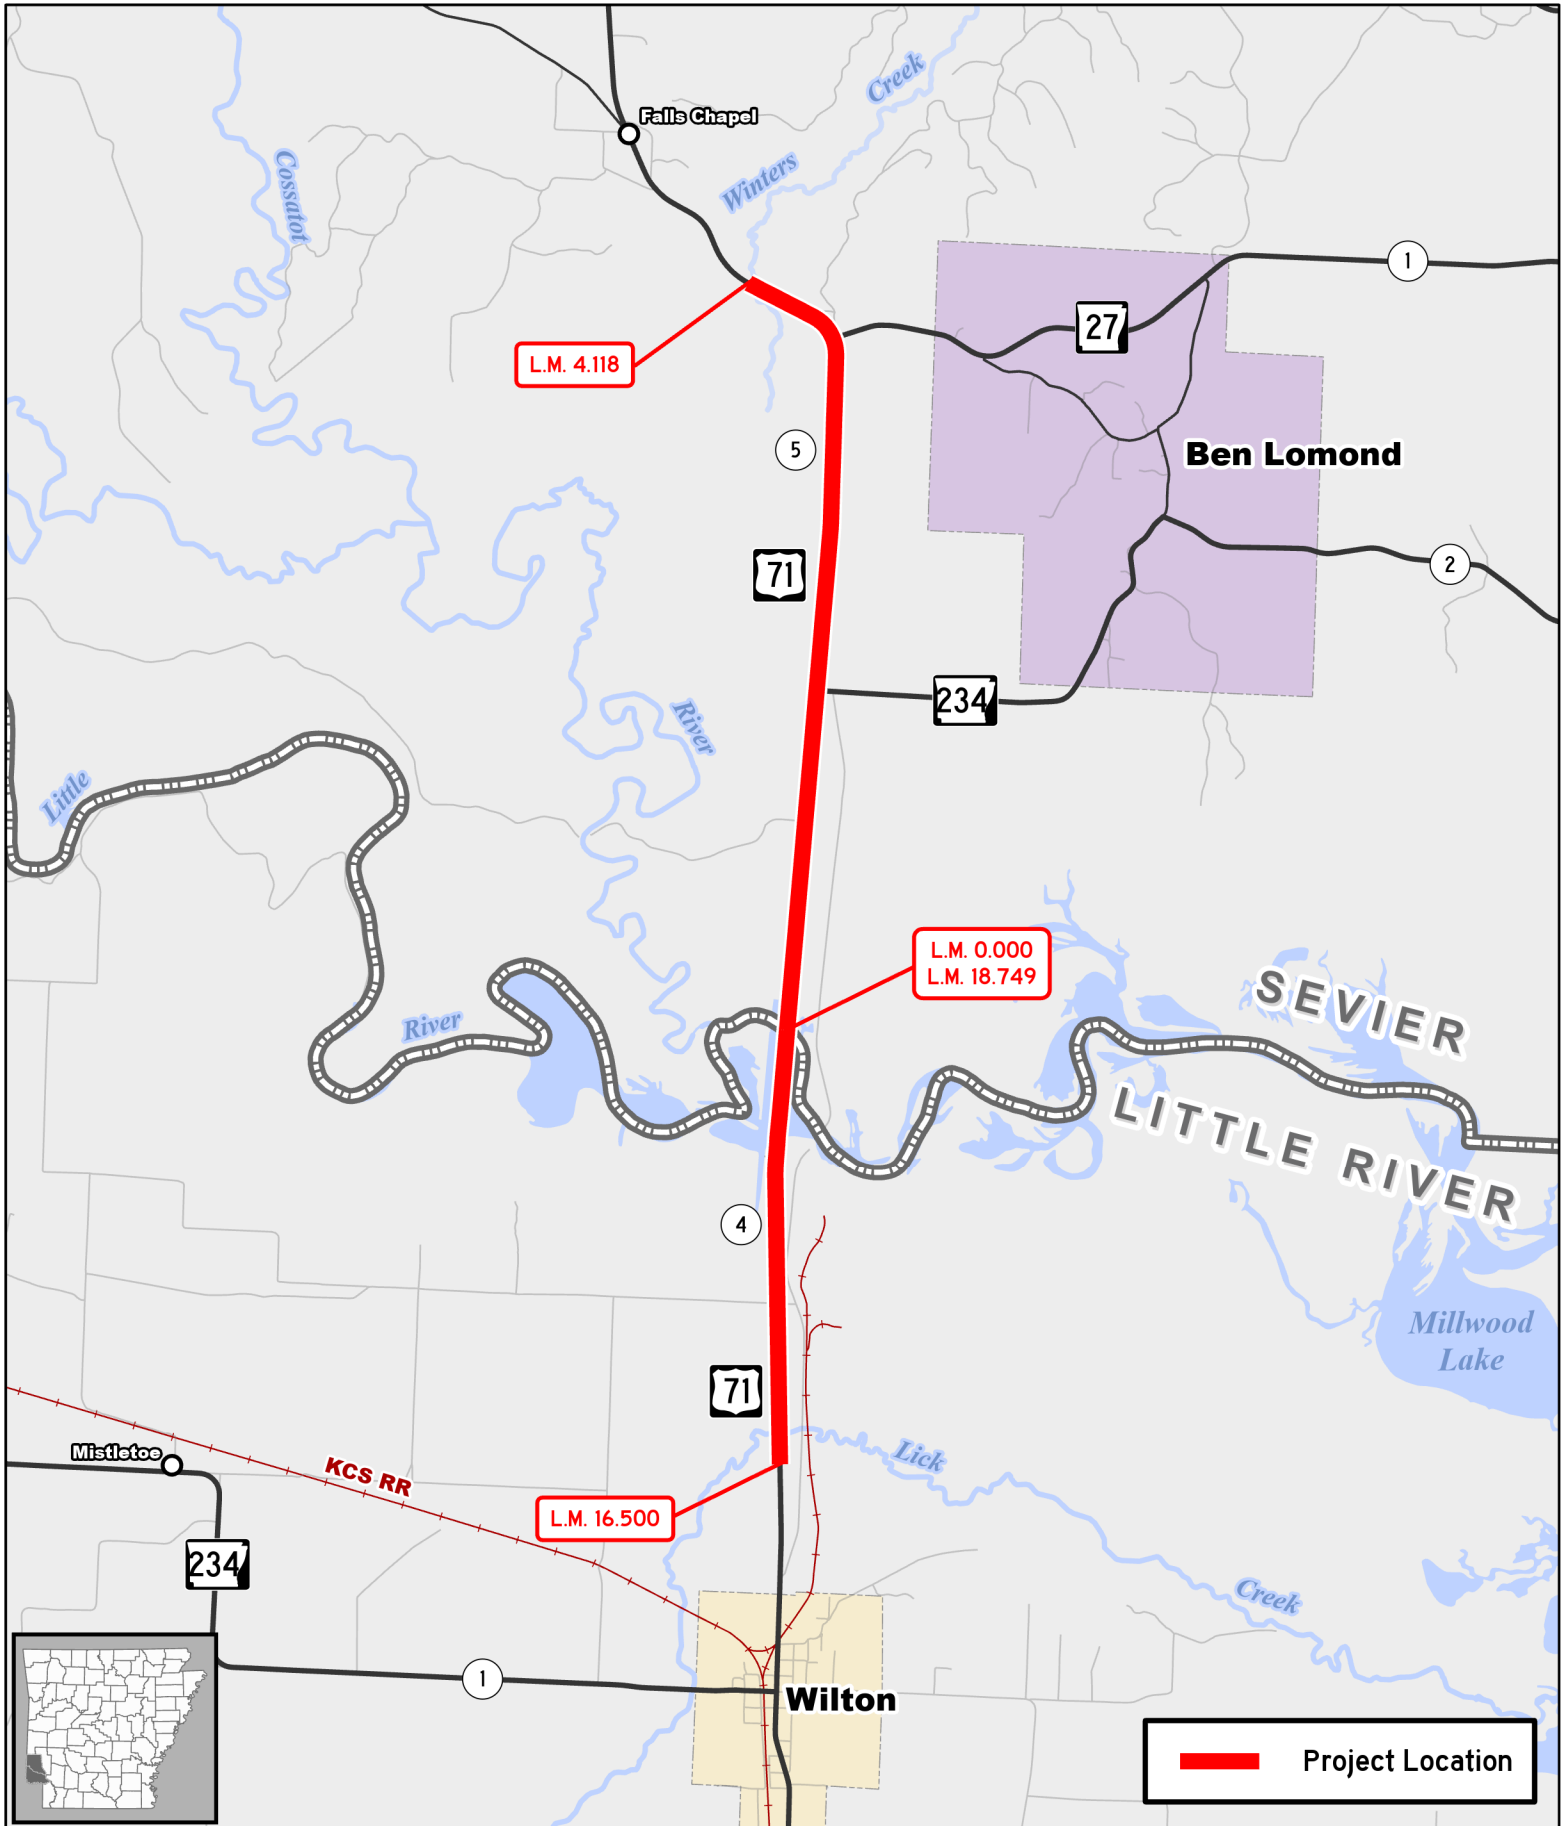 Falls Chapel
Creek
Winters
Cossatot
1
27
L.M. 4.118
5
Ben Lomond
71
2
234
River
Little
L.M. 0.000
L.M. 18.749
SEVIER
River
LITTLE RIVER
4
Millwood
Lake
71
Mistletoe
KCS RR
Lick
L.M. 16.500
234
Creek
1
Wilton
Project Location